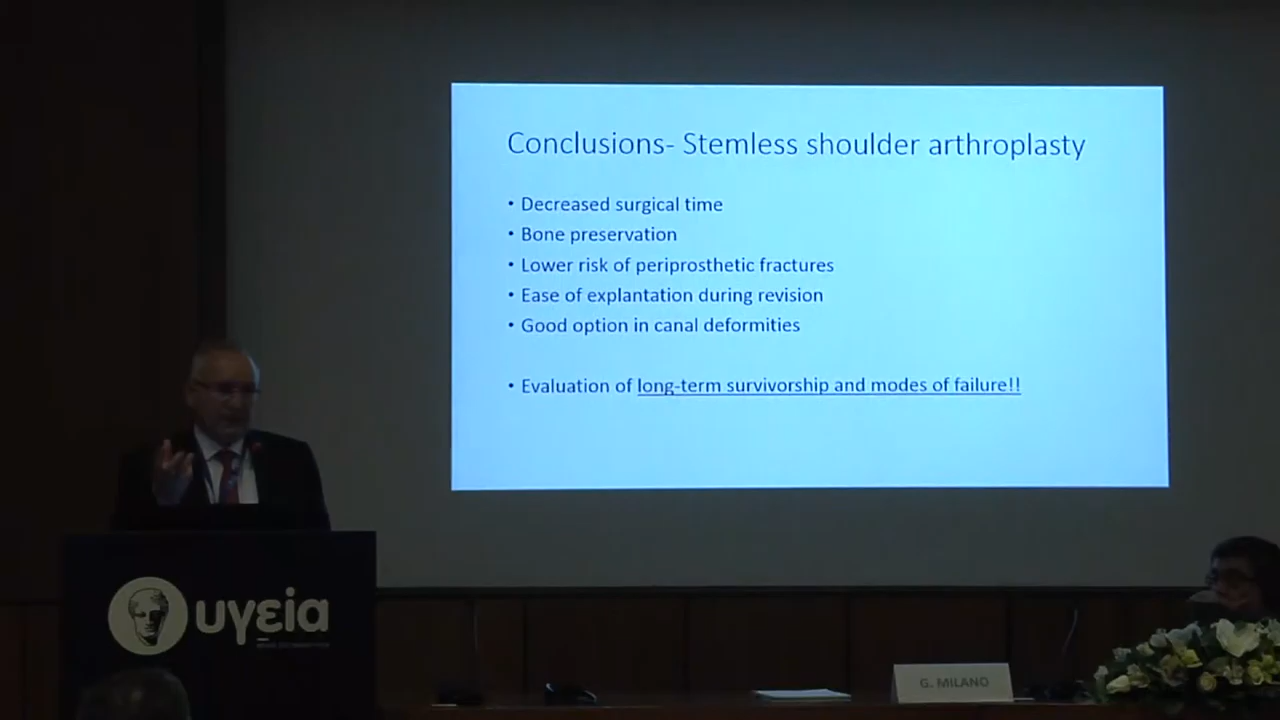 Conclusions- Stemless shoulder arthroplasty
• Decreased surgical time
• Bone preservation
• Lower risk of periprosthetic fractures
• Ease of explantation during revision
• Good option in canal deformities
• Evaluation of long-term survivorship and modes of failure!!
υγεία
G. MILANO